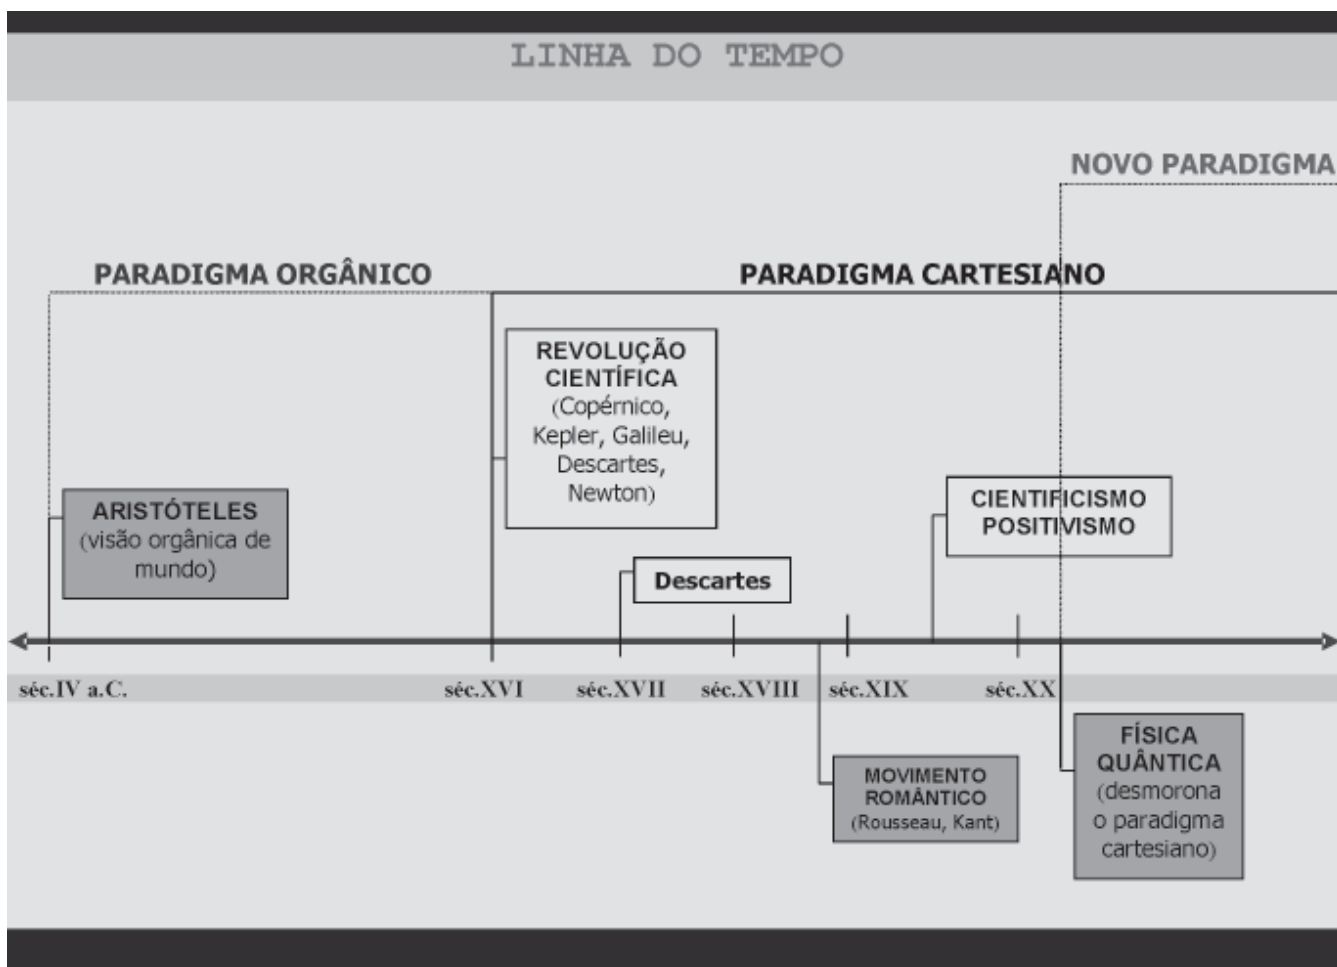 LINHA DO TEMPO
NOVO PARADIGMA
PARADIGMA ORGÂNICO
PARADIGMA CARTESIANO
REVOLUÇÃO
CIENTÍFICA
(Copérnico,
Kepler, Galileu,
Descartes,
Newton)
ARISTÓTELES
(visão orgânica de
mundo)
CIENTIFICISMO
POSITIVISMO
Descartes
séc.IV a.C.
séc.XVI
séc.XVII
séc.XVIII
séc.XIX
séc.XX
MOVIMENTO
ROMÂNTICO
(Rousseau, Kant)
FÍSICA
QUÂNTICA
(desmorona
o paradigma
cartesiano)